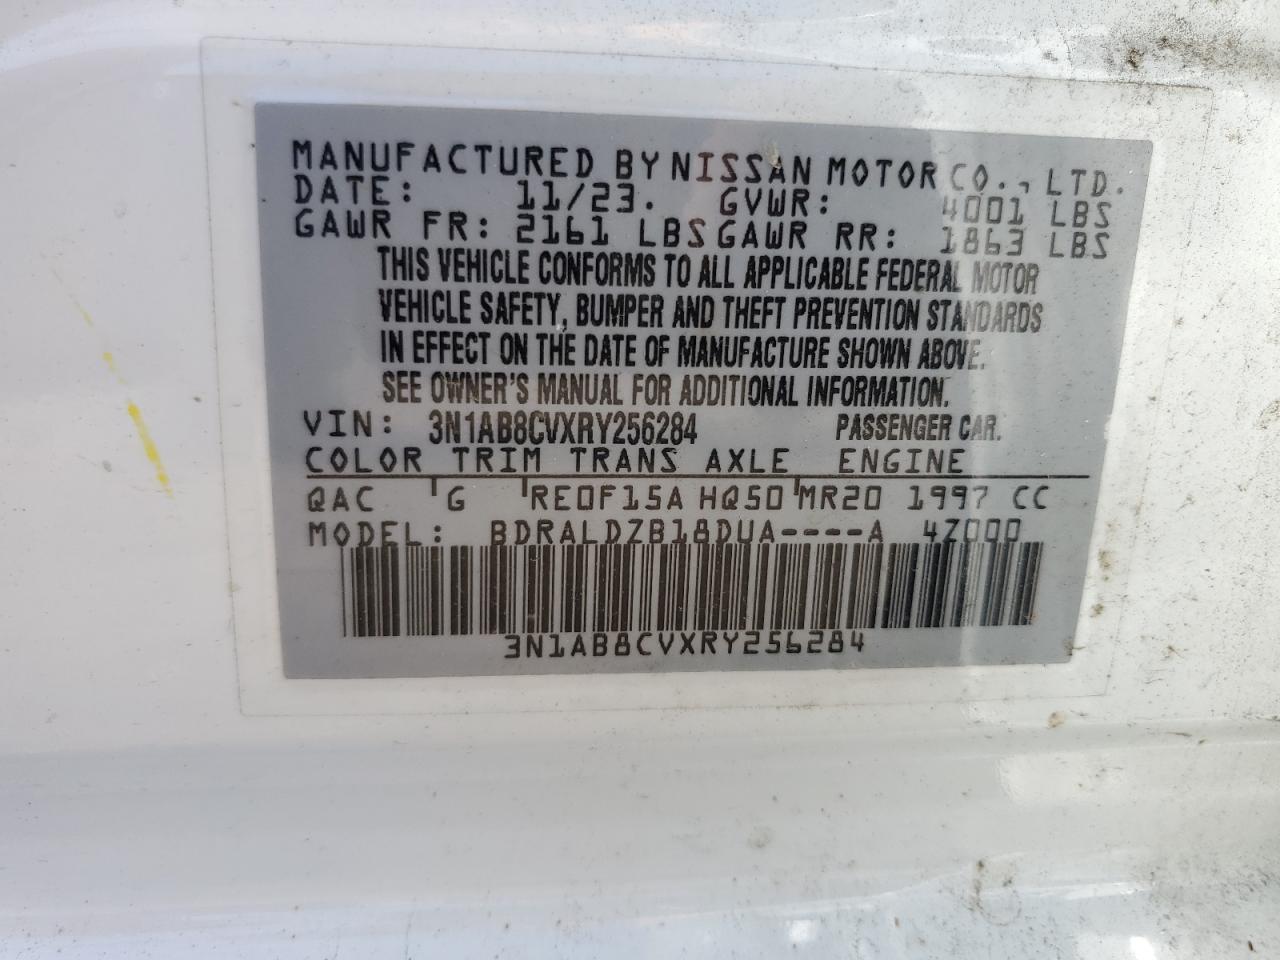 MANUFACTURED BY NISSAN MOTOR CO., LTD.
DATE: 11/23. GVWR: 4001 LBS
GAWR FR: 2161 LBS GAWR RR: 1863 LBS
THIS VEHICLE CONFORMS TO ALL APPLICABLE FEDERAL MOTOR
VEHICLE SAFETY, BUMPER AND THEFT PREVENTION STANDARDS
IN EFFECT ON THE DATE OF MANUFACTURE SHOWN ABOVE.
SEE OWNER'S MANUAL FOR ADDITIONAL INFORMATION.
VIN: 3N1AB8CVXRY256284 PASSENGER CAR.
COLOR TRIM TRANS AXLE ENGINE
QAC G RE0F15A HQ50 MR20 1997 CC
MODEL: BDRALDZB18DUA----A 4Z000
3N1AB8CVXRY256284